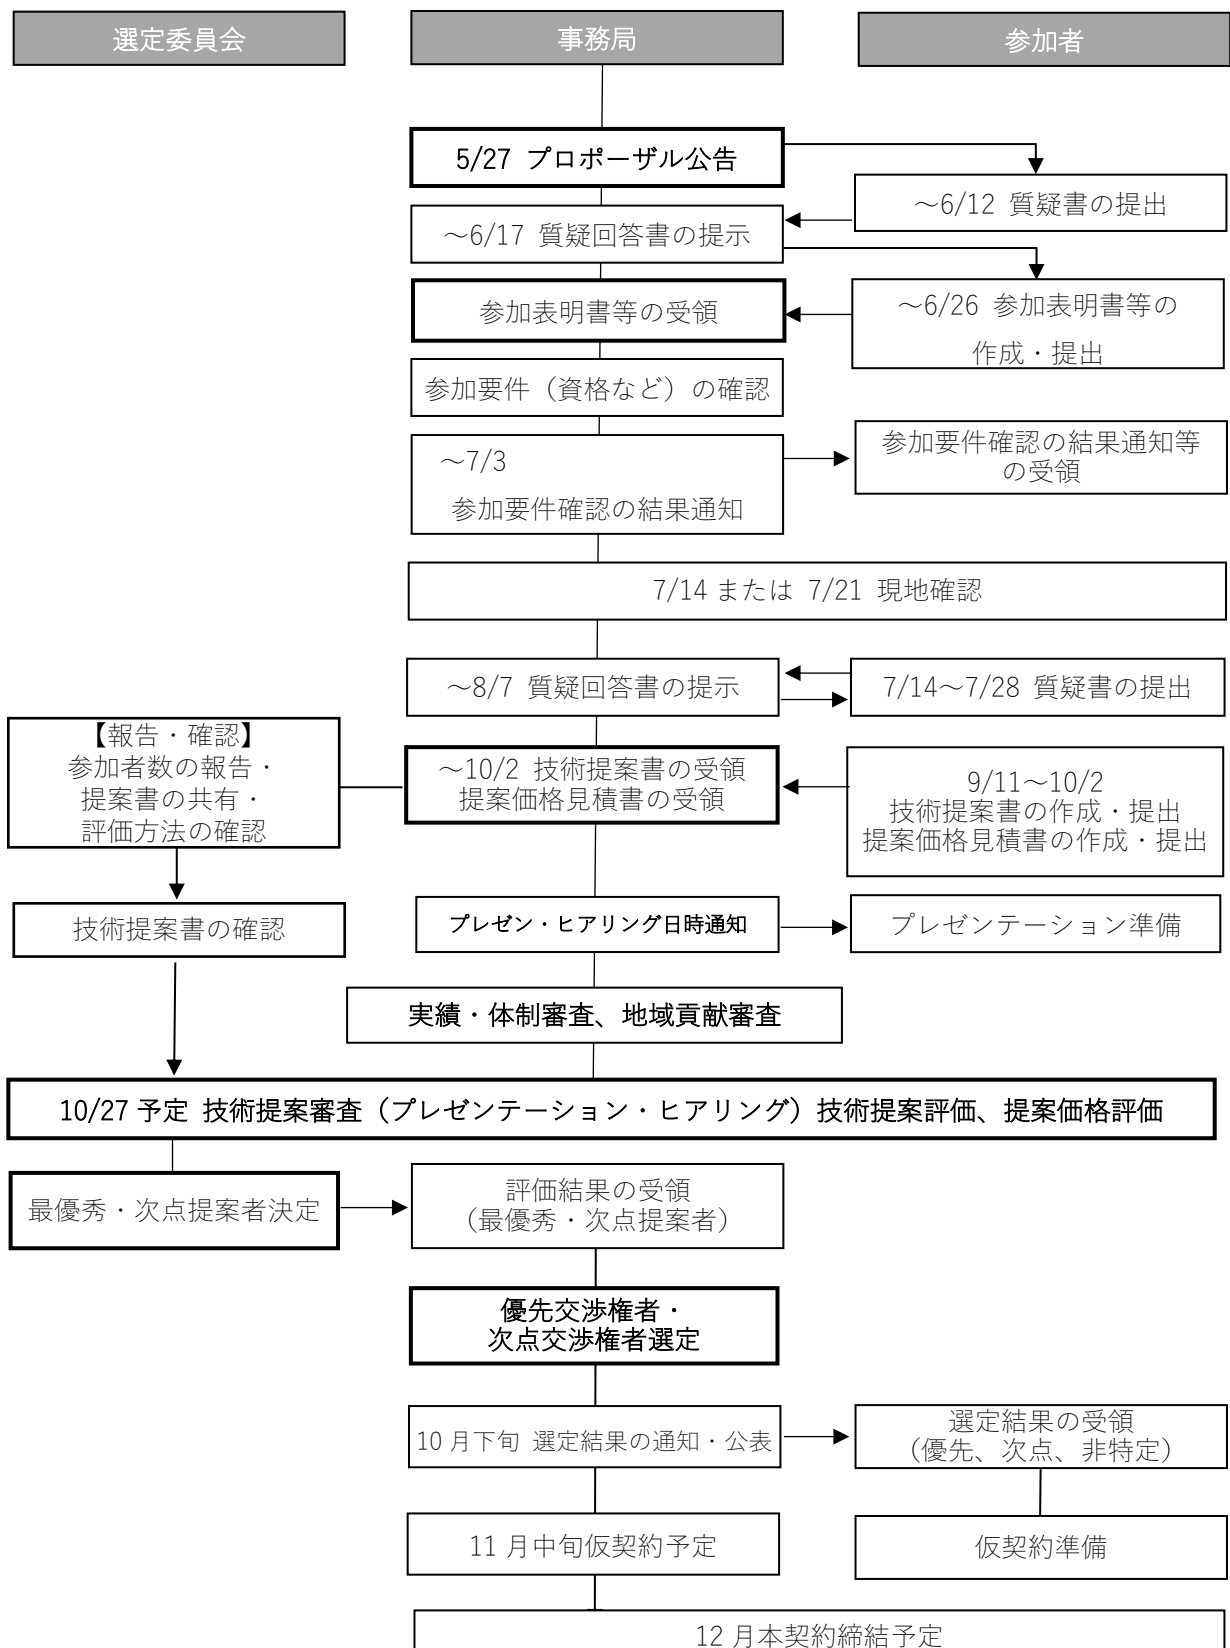 選定委員会
事務局
参加者
5/27 プロポーザル公告
～6/12 質疑書の提出
～6/17 質疑回答書の提示
参加表明書等の受領
～6/26 参加表明書等の
作成・提出
参加要件（資格など）の確認
～7/3
参加要件確認の結果通知
参加要件確認の結果通知等
の受領
7/14 または 7/21 現地確認
～8/7 質疑回答書の提示
7/14～7/28 質疑書の提出
【報告・確認】
参加者数の報告・
提案書の共有・
評価方法の確認
～10/2 技術提案書の受領
提案価格見積書の受領
9/11～10/2
技術提案書の作成・提出
提案価格見積書の作成・提出
技術提案書の確認
プレゼン・ヒアリング日時通知
プレゼンテーション準備
実績・体制審査、地域貢献審査
10/27 予定 技術提案審査（プレゼンテーション・ヒアリング）技術提案評価、提案価格評価
最優秀・次点提案者決定
評価結果の受領
（最優秀・次点提案者）
優先交渉権者・
次点交渉権者選定
10 月下旬 選定結果の通知・公表
選定結果の受領
（優先、次点、非特定）
11 月中旬仮契約予定
仮契約準備
12 月本契約締結予定